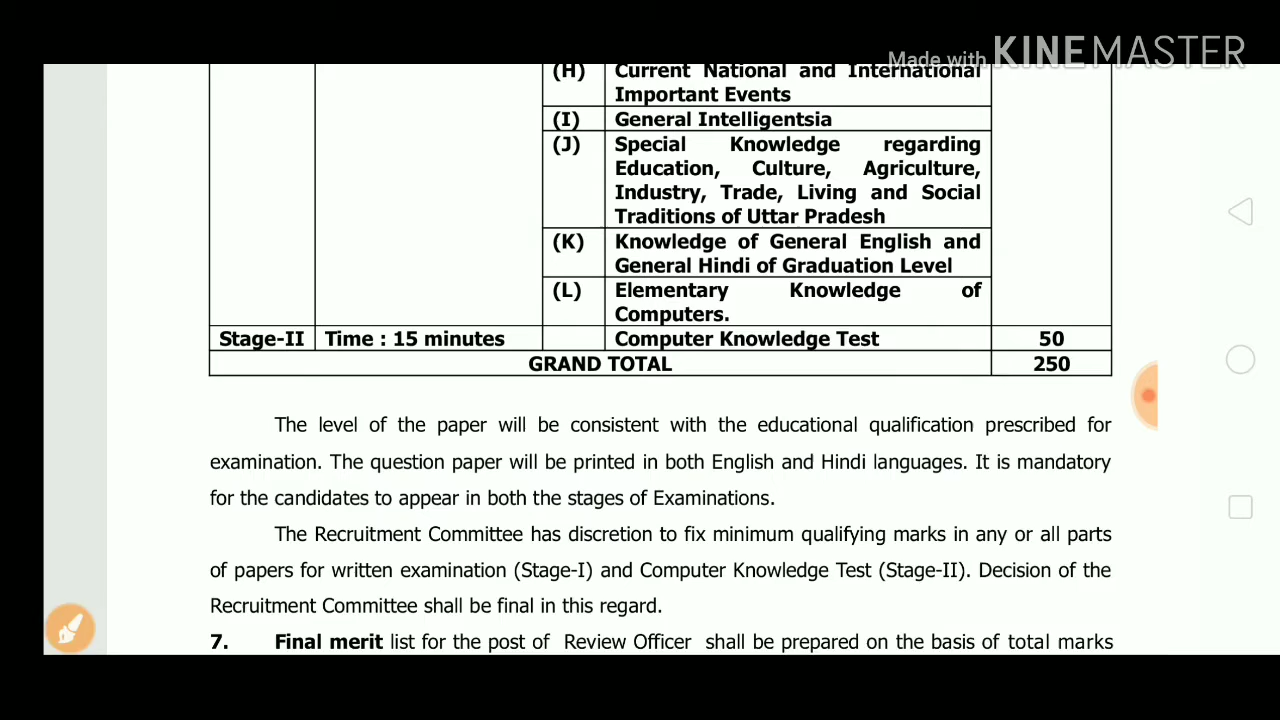 Made with KINEMASTER
(H) Current National and International
Important Events
(I) General Intelligentsia
(J) Special Knowledge regarding
Education, Culture, Agriculture,
Industry, Trade, Living and Social
Traditions of Uttar Pradesh
(K) Knowledge of General English and
General Hindi of Graduation Level
(L) Elementary Knowledge of
Computers.
Stage-II Time : 15 minutes Computer Knowledge Test 50
GRAND TOTAL 250
The level of the paper will be consistent with the educational qualification prescribed for
examination. The question paper will be printed in both English and Hindi languages. It is mandatory
for the candidates to appear in both the stages of Examinations.
The Recruitment Committee has discretion to fix minimum qualifying marks in any or all parts
of papers for written examination (Stage-I) and Computer Knowledge Test (Stage-II). Decision of the
Recruitment Committee shall be final in this regard.
7. Final merit list for the post of Review Officer shall be prepared on the basis of total marks